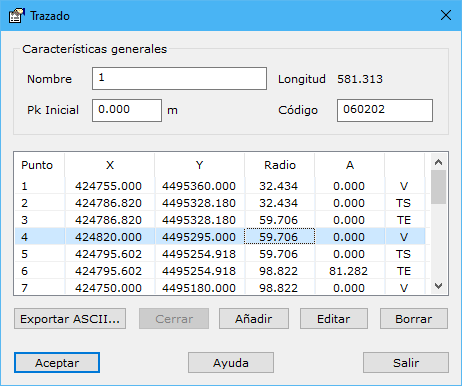 Trazado
Características generales
Nombre 1 Longitud 581.313
Pk Inicial 0.000 m Código 060202
Punto X Y Radio A
1 424755.000 4495360.000 32.434 0.000 V
2 424786.820 4495328.180 32.434 0.000 TS
3 424786.820 4495328.180 59.706 0.000 TE
4 424820.000 4495295.000 59.706 0.000 V
5 424795.602 4495254.918 59.706 0.000 TS
6 424795.602 4495254.918 98.822 81.282 TE
7 424750.000 4495180.000 98.822 0.000 V
Exportar ASCII... Cerrar Añadir Editar Borrar
Aceptar Ayuda Salir